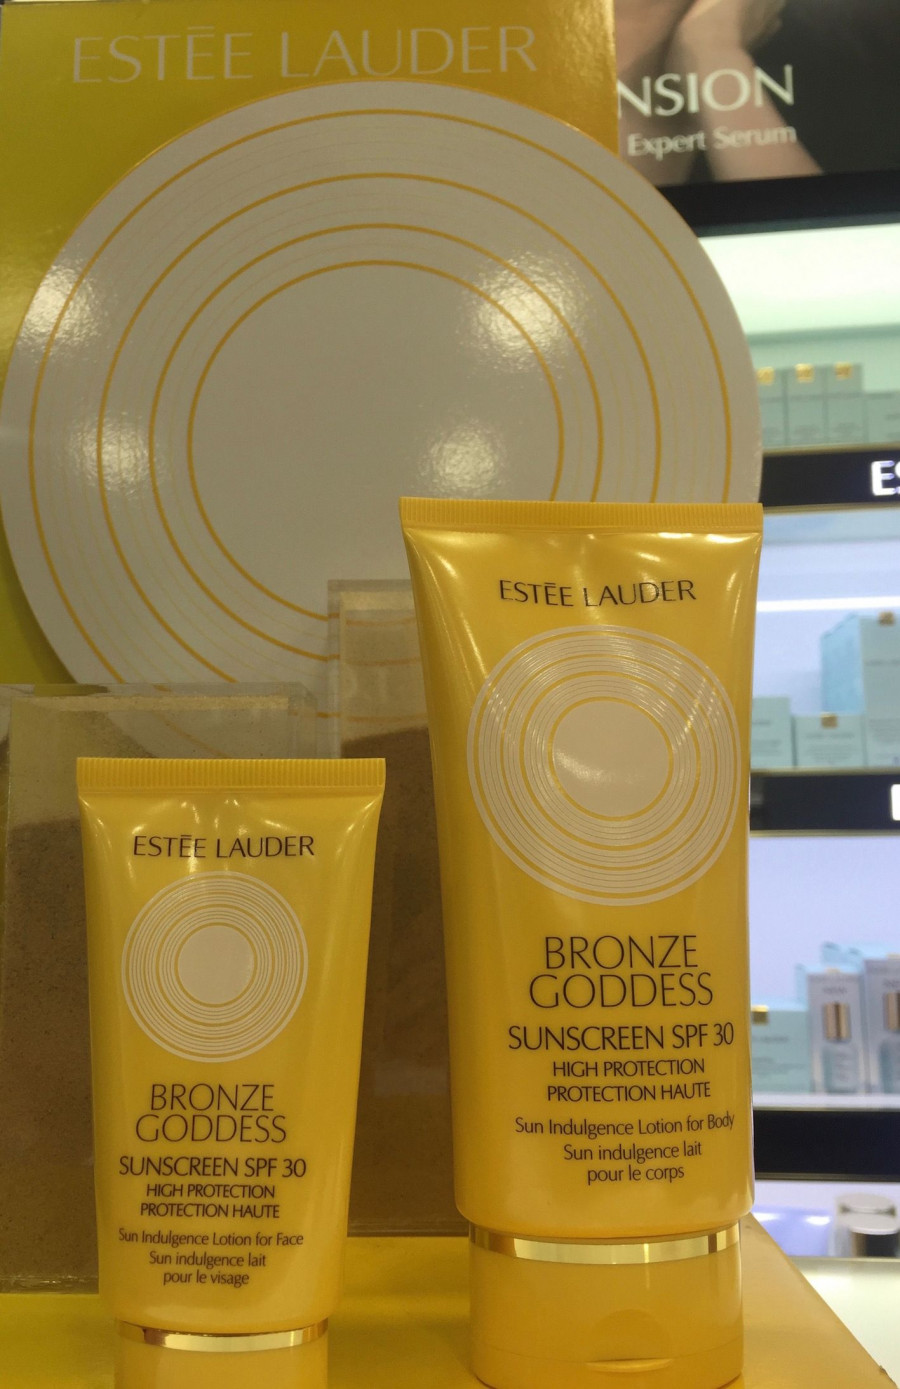 ESTĒE LAUDER
NSION
Expert Serum
ESTĒE LAUDER
BRONZE
GODDESS
SUNSCREEN SPF 30
HIGH PROTECTION
PROTECTION HAUTE
Sun Indulgence Lotion for Face
Sun indulgence lait
pour le visage
ESTĒE LAUDER
BRONZE
GODDESS
SUNSCREEN SPF 30
HIGH PROTECTION
PROTECTION HAUTE
Sun Indulgence Lotion for Body
Sun indulgence lait
pour le corps
ES